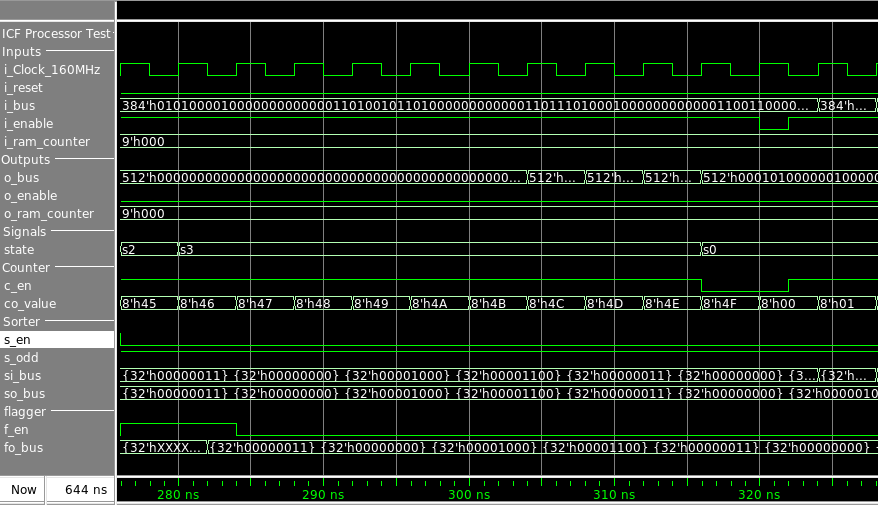 ICF Processor Test
Inputs
i_Clock_160MHz
i_reset
i_bus 384'h01010000100000000000000110100101101000000000000011011101000100000000000001100110000... 384'h...
i_enable
i_ram_counter 9'h000
Outputs
o_bus 512'h000000000000000000000000000000000000000000000... 512'h... 512'h... 512'h... 512'h000101000000100000
o_enable
o_ram_counter 9'h000
Signals
state s2 s3 s0
Counter
c_en
co_value 8'h45 8'h46 8'h47 8'h48 8'h49 8'h4A 8'h4B 8'h4C 8'h4D 8'h4E 8'h4F 8'h00 8'h01
Sorter
s_en
s_odd
si_bus {32'h00000011} {32'h00000000} {32'h00001000} {32'h00001100} {32'h00000011} {32'h00000000} {3... {32'h...
so_bus {32'h00000011} {32'h00000000} {32'h00001000} {32'h00001100} {32'h00000011} {32'h00000000} {32'h00000010
flagger
f_en
fo_bus {32'hXXXX... {32'h00000011} {32'h00000000} {32'h00001000} {32'h00001100} {32'h00000011} {32'h00000000}
Now 644 ns 280 ns 290 ns 300 ns 310 ns 320 ns